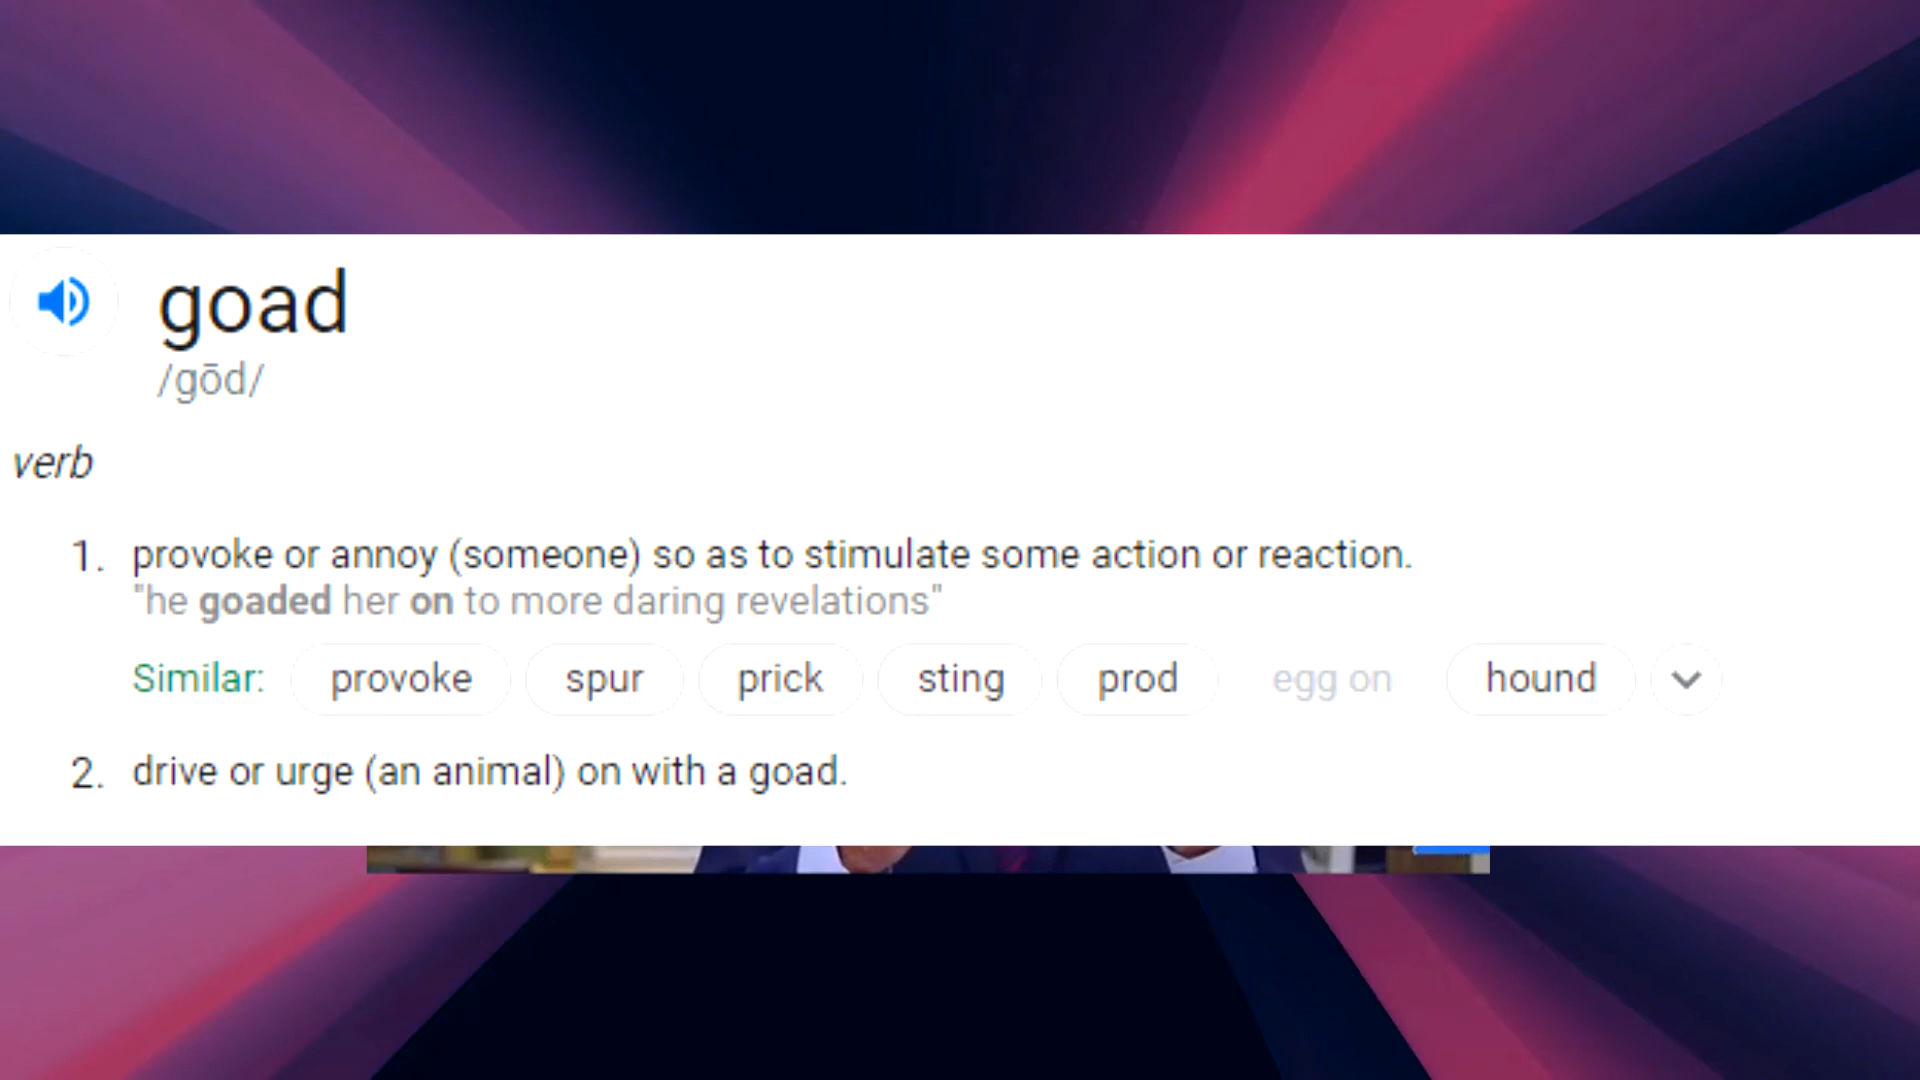 goad
/gōd/
verb
1. provoke or annoy (someone) so as to stimulate some action or reaction.
"he goaded her on to more daring revelations"
Similar: provoke spur prick sting prod egg on hound
2. drive or urge (an animal) on with a goad.